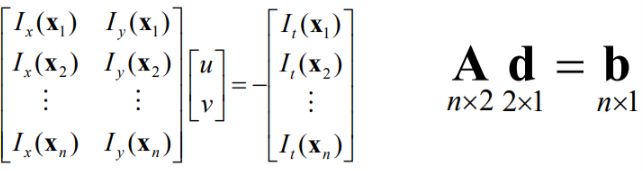 [I_x(x_1) I_y(x_1)] [I_t(x_1)]
[I_x(x_2) I_y(x_2)] [u] = − [I_t(x_2)] A d = b
[⋮ ⋮] [v] [⋮] n×2 2×1 n×1
[I_x(x_n) I_y(x_n)] [I_t(x_n)]